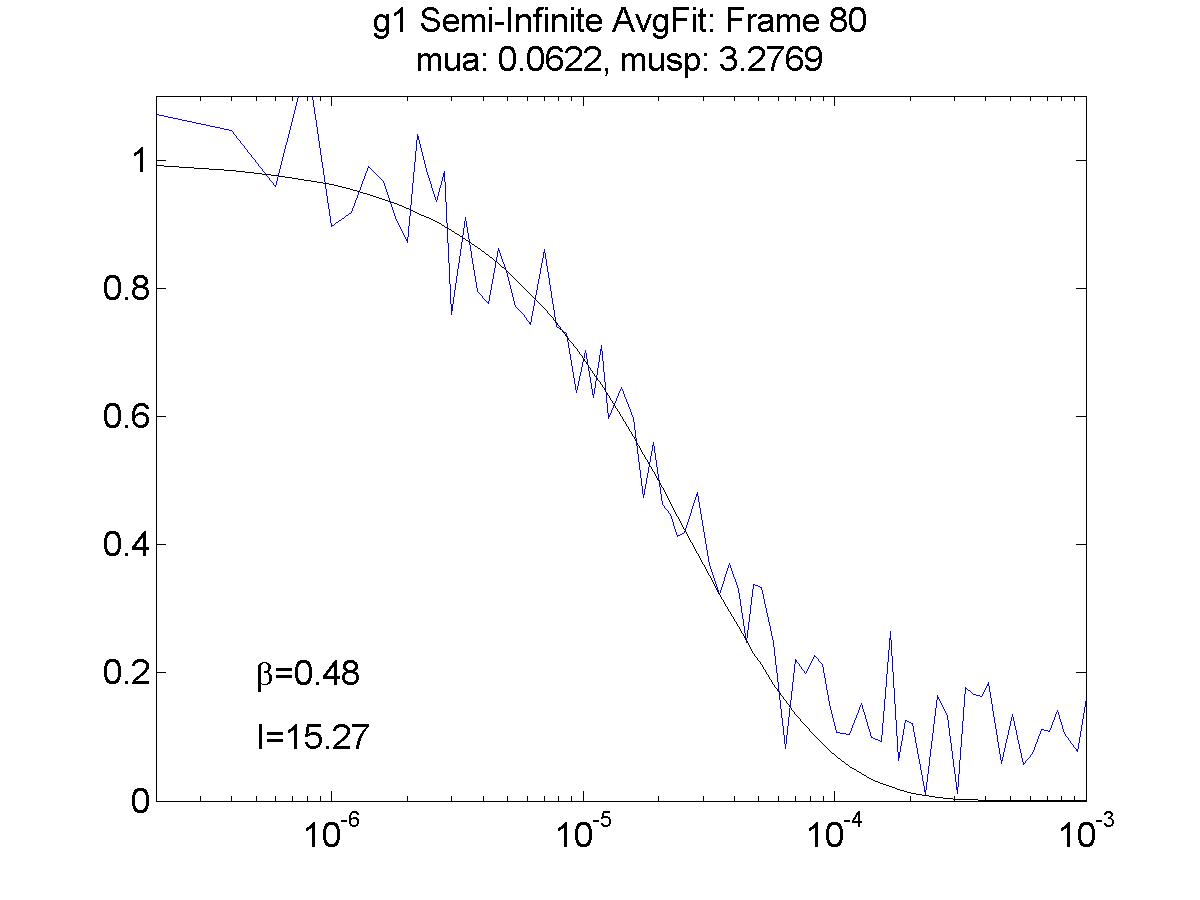 g1 Semi-Infinite AvgFit: Frame 80
mua: 0.0622, musp: 3.2769
1
0.8
0.6
0.4
0.2
0
β=0.48
I=15.27
10^-6
10^-5
10^-4
10^-3